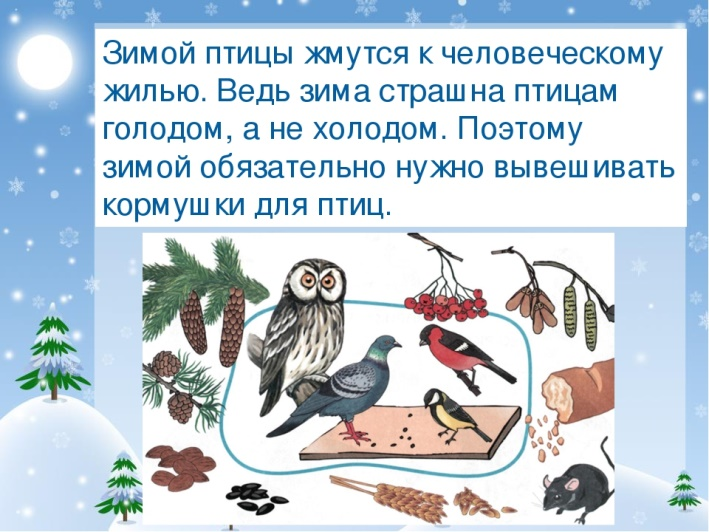 Зимой птицы жмутся к человеческому
жилью. Ведь зима страшна птицам
голодом, а не холодом. Поэтому
зимой обязательно нужно вывешивать
кормушки для птиц.